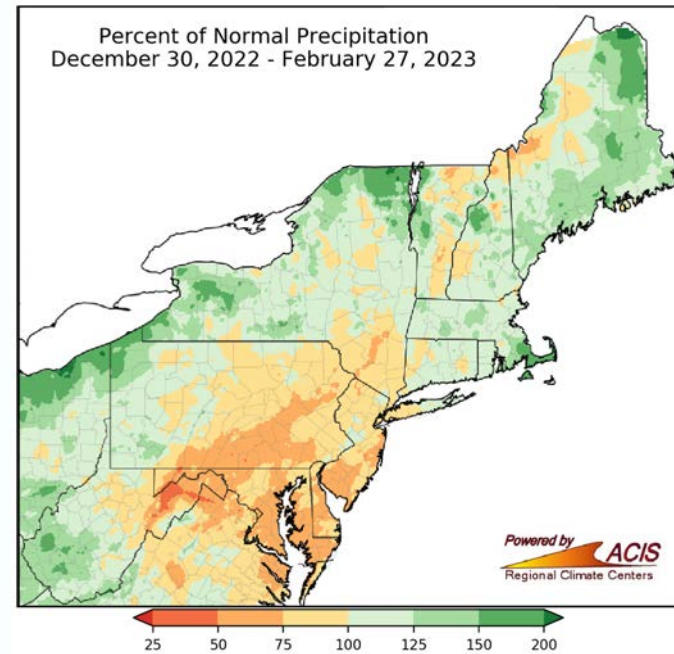 Percent of Normal Precipitation
December 30, 2022 - February 27, 2023
Powered by
ACIS
Regional Climate Centers
25 50 75 100 125 150 200